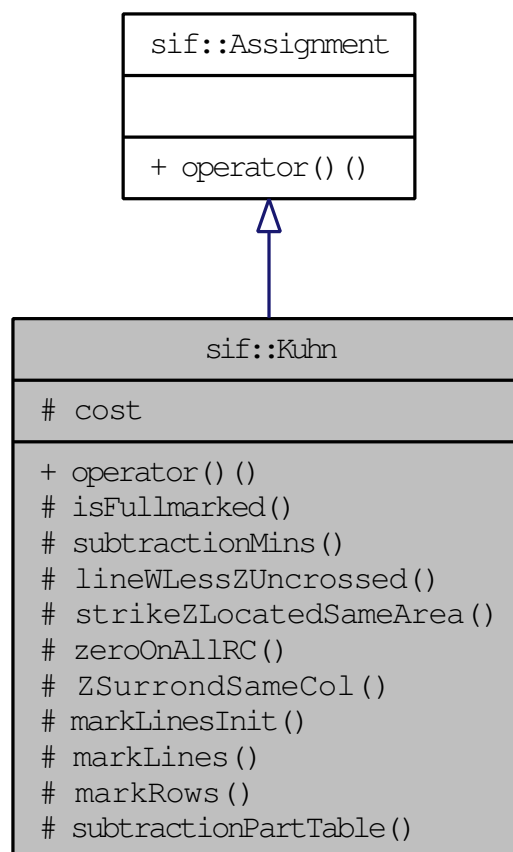 sif::Assignment
+ operator()()
sif::Kuhn
# cost
+ operator()()
# isFullmarked()
# subtractionMins()
# lineWLessZUncrossed()
# strikeZLocatedSameArea()
# zeroOnAllRC()
# ZSurrondSameCol()
# markLinesInit()
# markLines()
# markRows()
# subtractionPartTable()